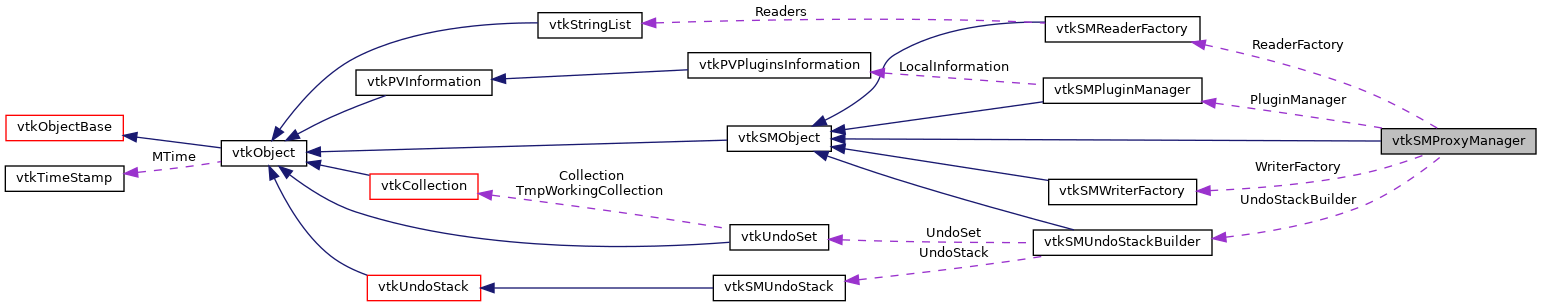 Readers
vtkStringList
vtkSMReaderFactory
ReaderFactory
vtkPVPluginsInformation
LocalInformation
vtkPVInformation
vtkSMPluginManager
PluginManager
vtkObjectBase
vtkSMObject
vtkSMProxyManager
vtkObject
MTime
vtkTimeStamp
WriterFactory
Collection
TmpWorkingCollection
vtkCollection
vtkSMWriterFactory
UndoStackBuilder
vtkUndoSet
UndoSet
vtkSMUndoStackBuilder
UndoStack
vtkUndoStack
vtkSMUndoStack